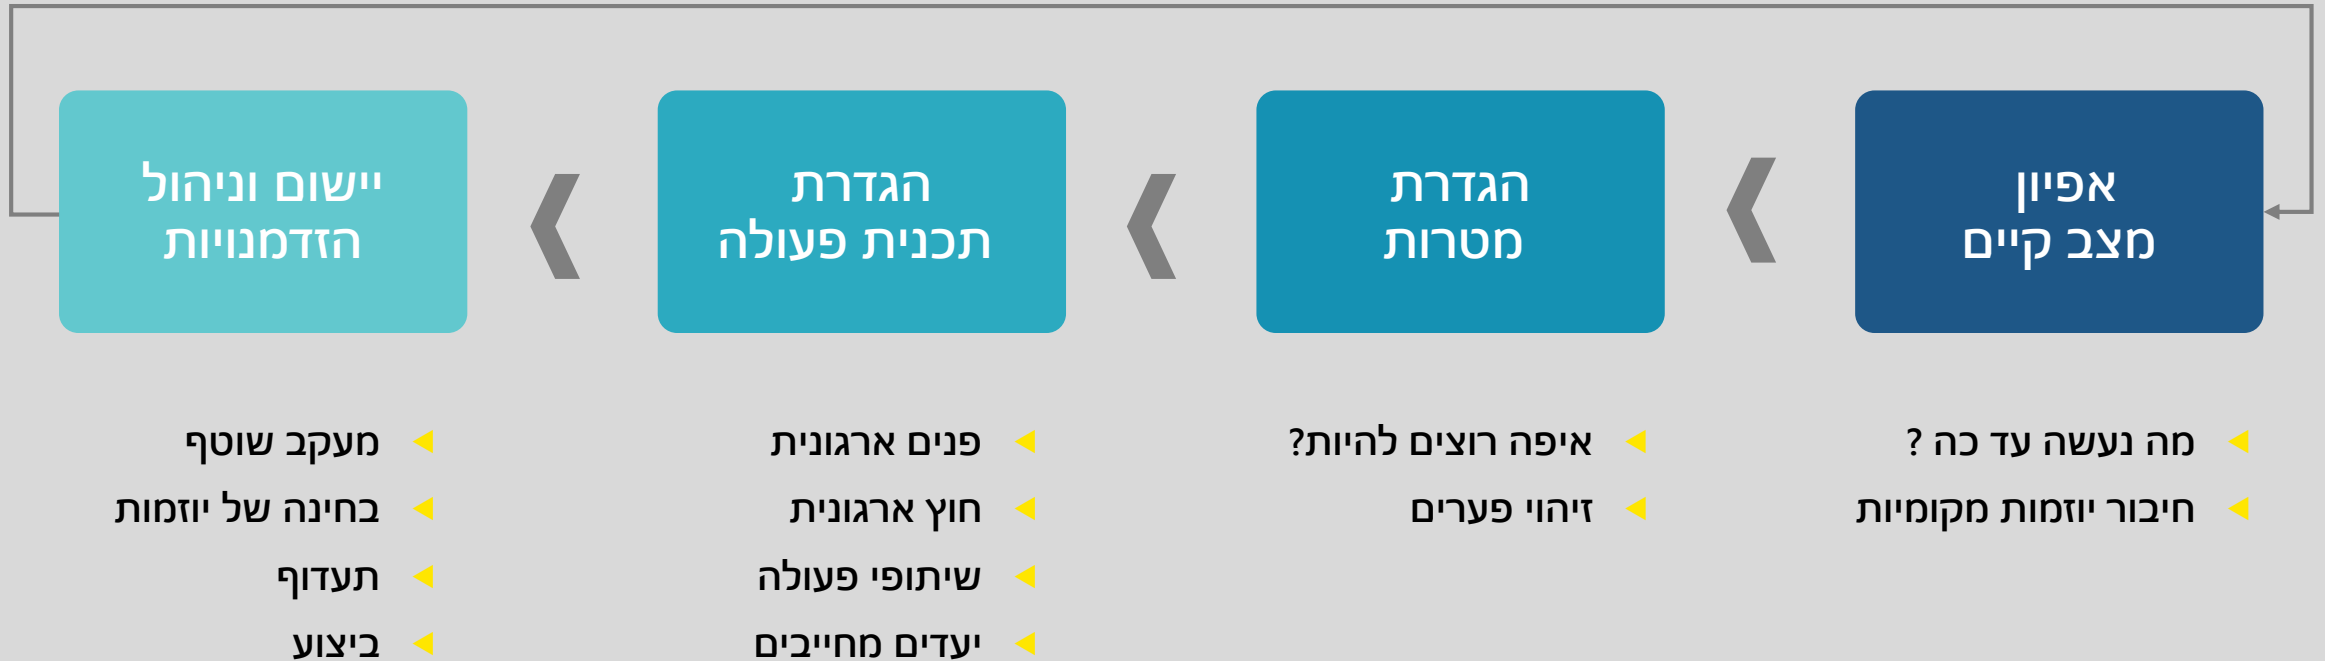 אפיון
מצב קיים
הגדרת
מטרות
הגדרת
תכנית פעולה
יישום וניהול
הזדמנויות
מה נעשה עד כה ?
חיבור יוזמות מקומיות
איפה רוצים להיות?
זיהוי פערים
פנים ארגונית
חוץ ארגונית
שיתופי פעולה
יעדים מחייבים
מעקב שוטף
בחינה של יוזמות
תעדוף
ביצוע